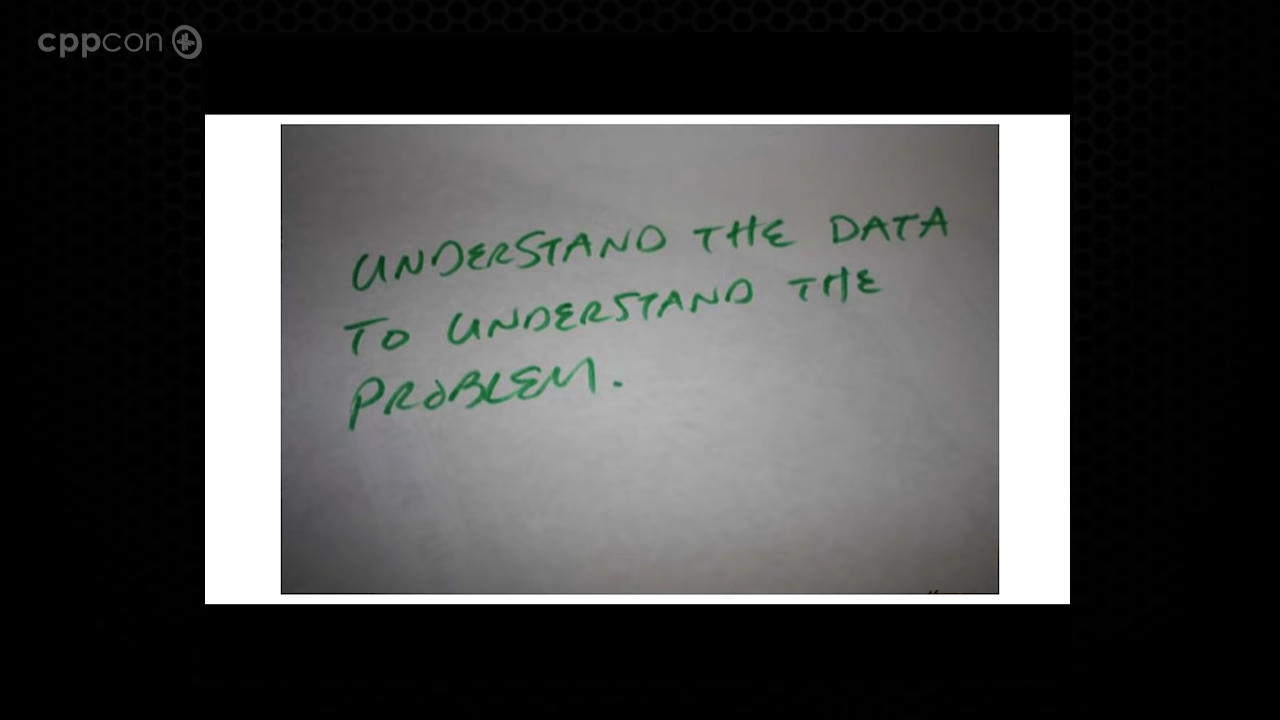 cppcon
UNDERSTAND THE DATA
TO UNDERSTAND THE
PROBLEM.